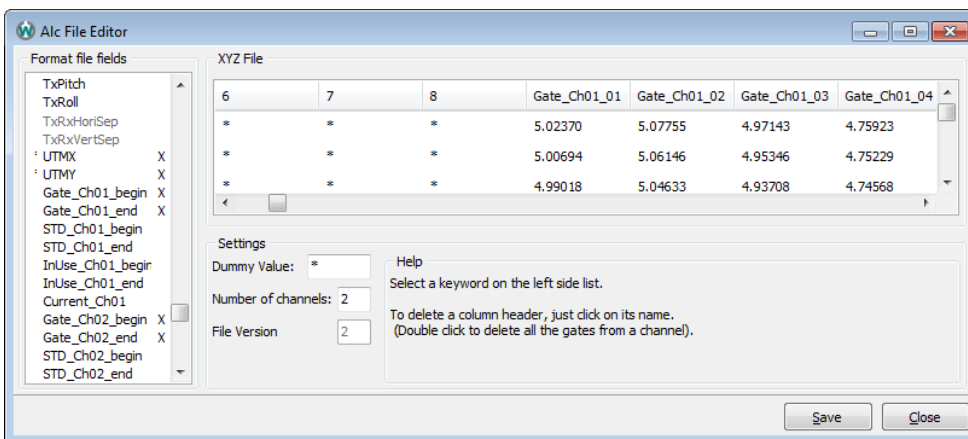 Alc File Editor
Format file fields
TxPitch
TxRoll
TxRxHoriSep
TxRxVertSep
* UTMX X
* UTMY X
Gate_Ch01_begin X
Gate_Ch01_end X
STD_Ch01_begin
STD_Ch01_end
InUse_Ch01_begin
InUse_Ch01_end
Current_Ch01
Gate_Ch02_begin X
Gate_Ch02_end X
STD_Ch02_begin
STD_Ch02_end
XYZ File
6 7 8 Gate_Ch01_01 Gate_Ch01_02 Gate_Ch01_03 Gate_Ch01_04
* * * 5.02370 5.07755 4.97143 4.75923
* * * 5.00694 5.06146 4.95346 4.75229
* * * 4.99018 5.04633 4.93708 4.74568
Settings
Dummy Value: *
Number of channels: 2
File Version 2
Help
Select a keyword on the left side list.
To delete a column header, just click on its name.
(Double click to delete all the gates from a channel).
Save Close